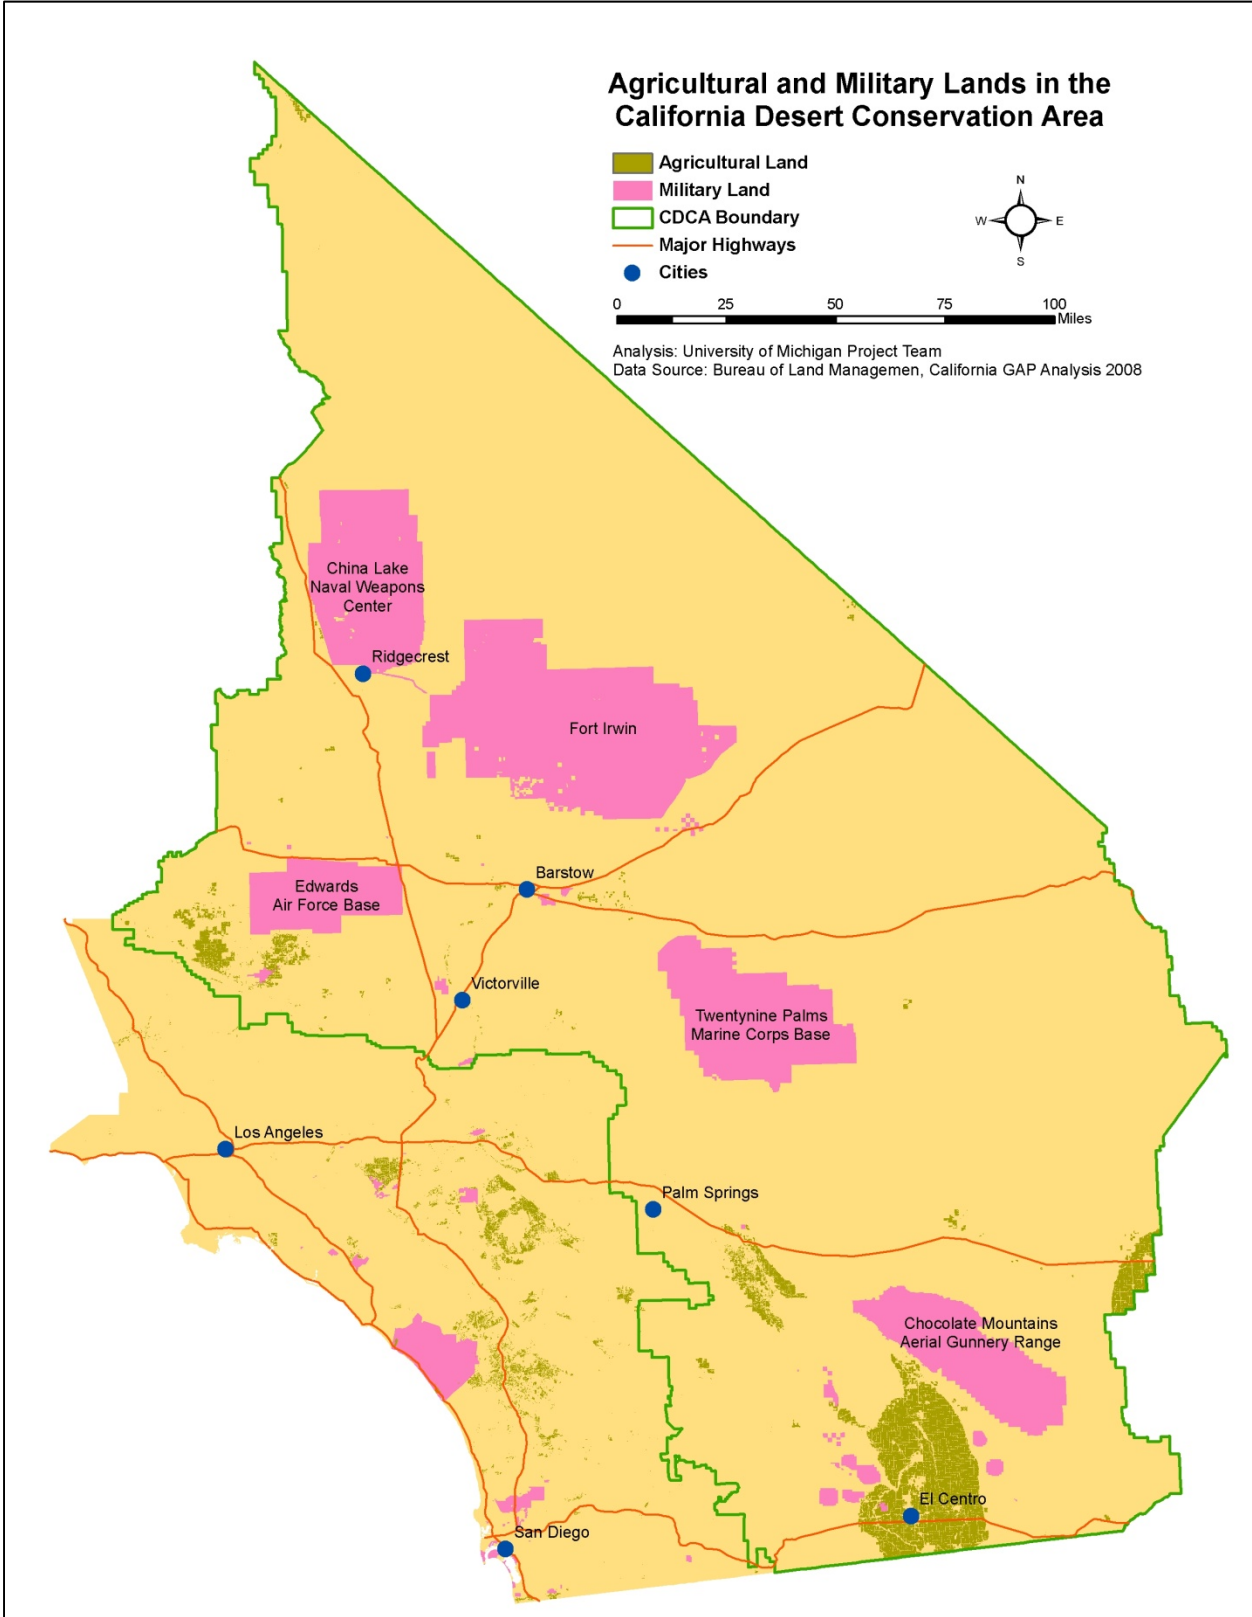 Agricultural and Military Lands in the
California Desert Conservation Area
Agricultural Land
Military Land
CDCA Boundary
Major Highways
Cities
N
W
E
S
0 25 50 75 100
Miles
Analysis: University of Michigan Project Team
Data Source: Bureau of Land Managemen, California GAP Analysis 2008
China Lake
Naval Weapons
Center
Ridgecrest
Fort Irwin
Barstow
Edwards
Air Force Base
Victorville
Twentynine Palms
Marine Corps Base
Los Angeles
Palm Springs
Chocolate Mountains
Aerial Gunnery Range
El Centro
San Diego